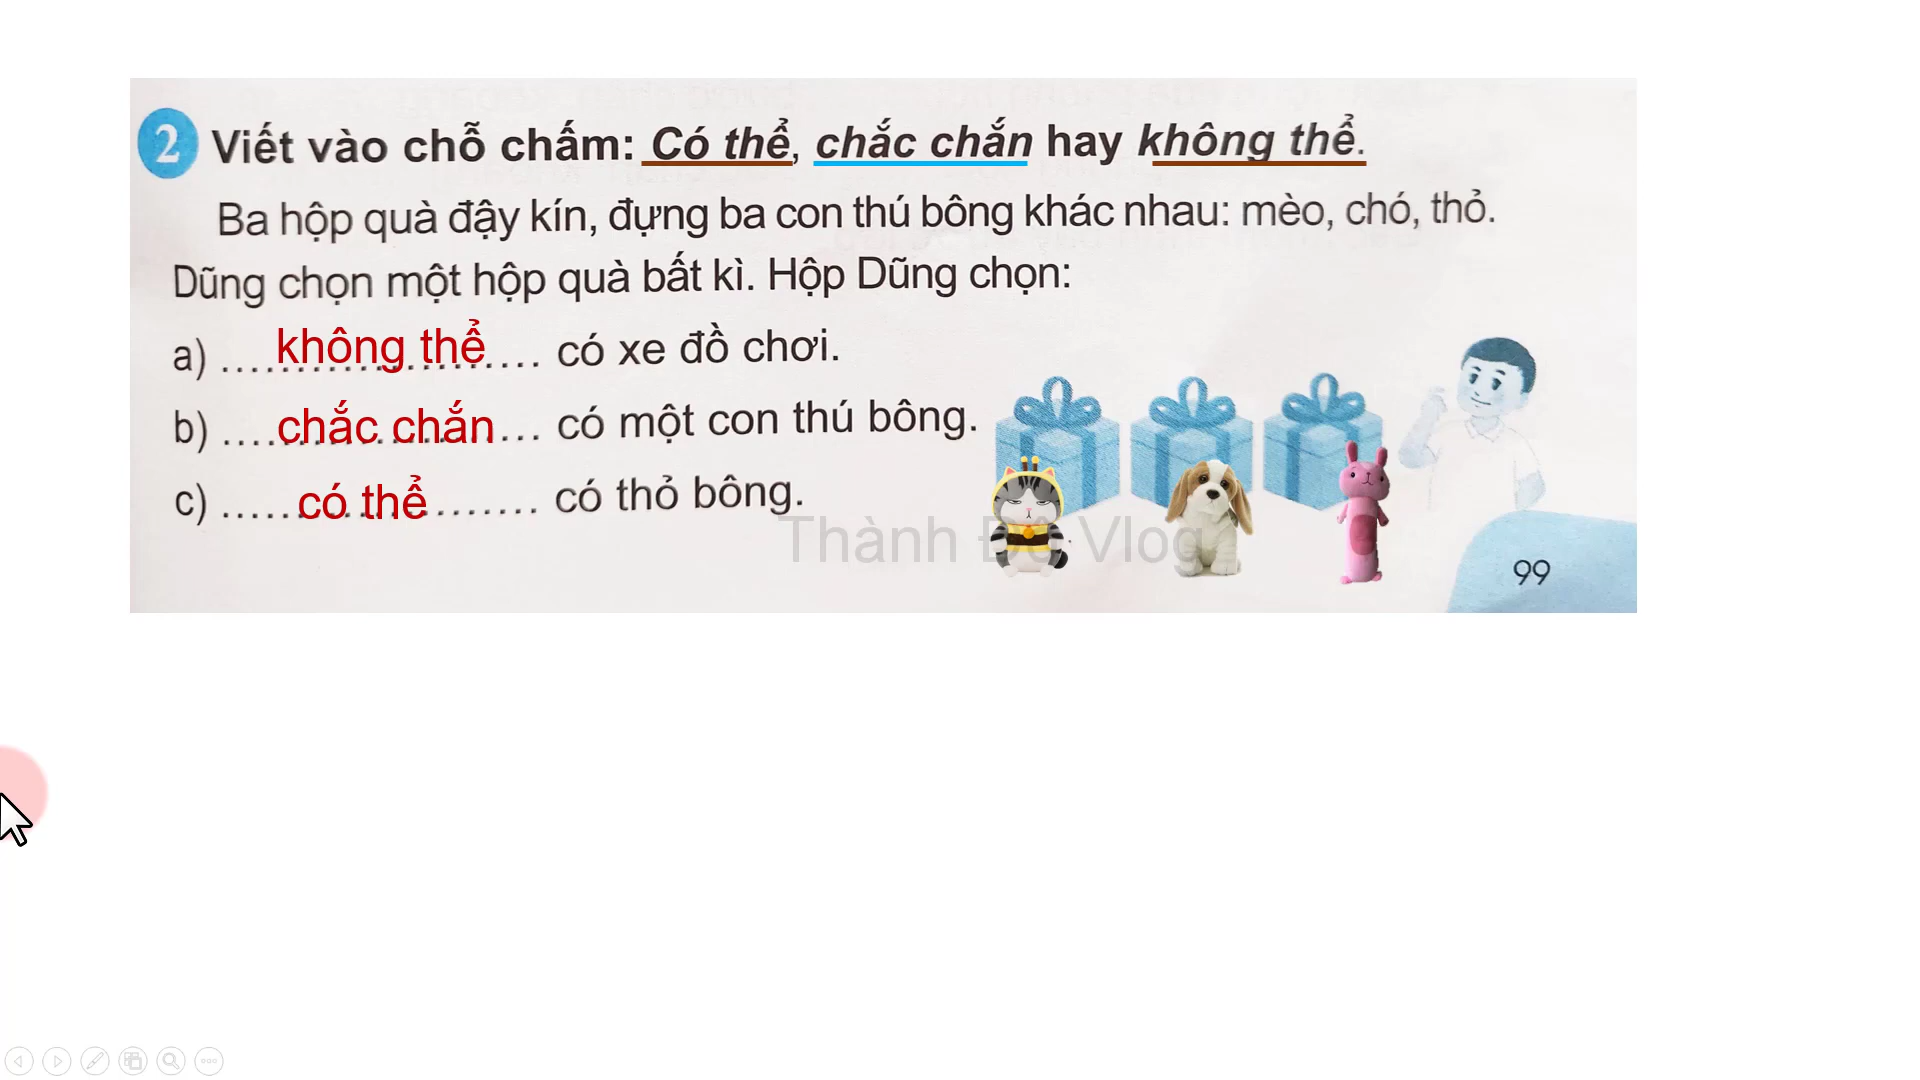 2 Viết vào chỗ chấm: Có thể, chắc chắn hay không thể.
Ba hộp quà đậy kín, đựng ba con thú bông khác nhau: mèo, chó, thỏ.
Dũng chọn một hộp quà bất kì. Hộp Dũng chọn:
a) .... không thể .... có xe đồ chơi.
b) .... chắc chắn .... có một con thú bông.
c) .... có thể .... có thỏ bông.
Thành Đô Vlog
99